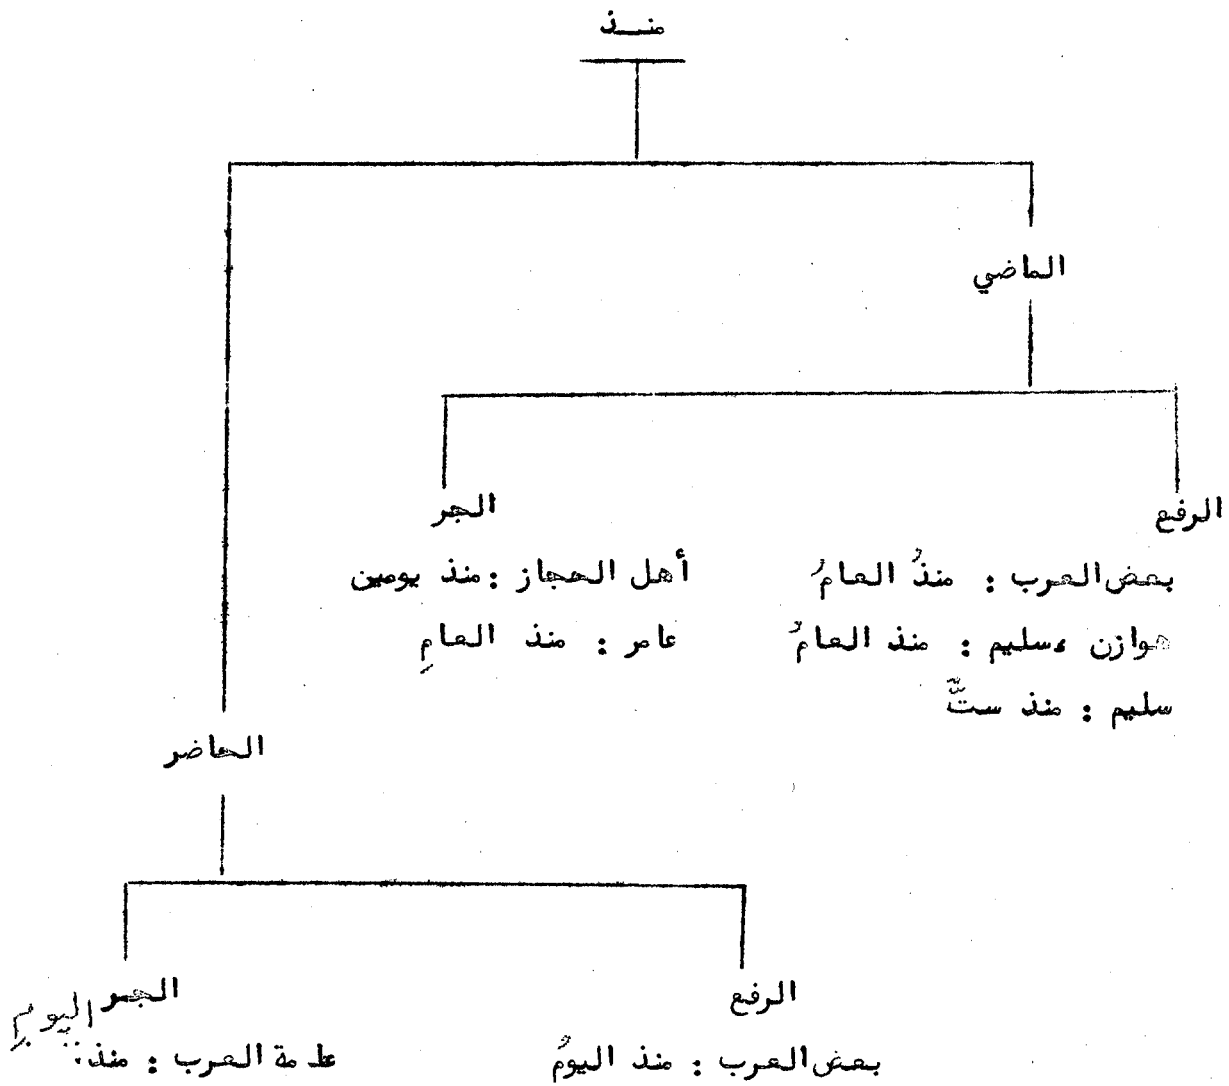 منذ
الماضي
الرفع
بعض العرب : منذُ العامُ
هوازن ، سليم : منذ العامُ
سليم : منذ ستٌّ
الجر
أهل الحجاز : منذ يومين
عامر : منذ العامِ
الحاضر
الرفع
بعض العرب : منذ اليومُ
الجر
عامة العرب : منذ اليومِ